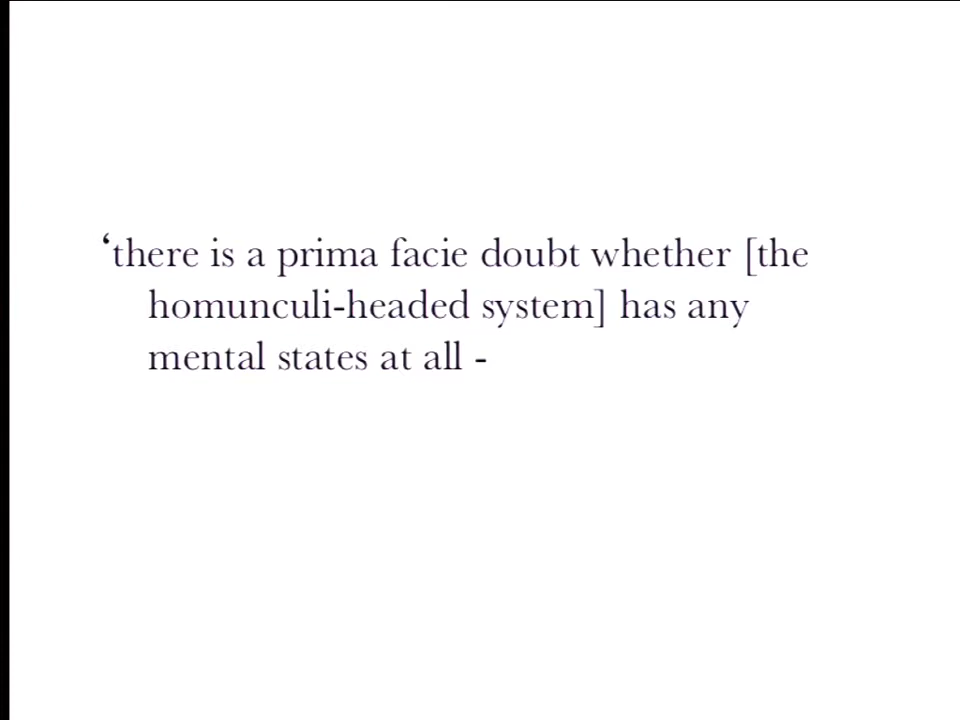 ‘there is a prima facie doubt whether [the
homunculi-headed system] has any
mental states at all -